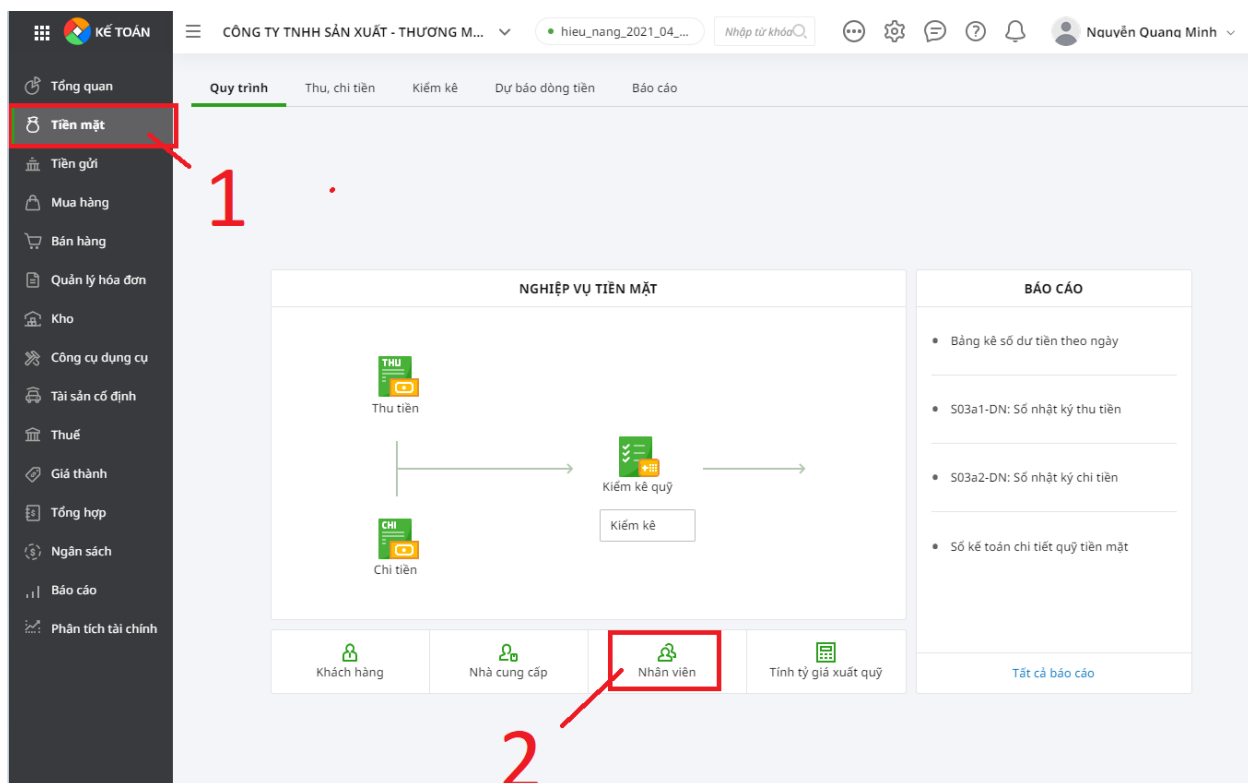 KẾ TOÁN
CÔNG TY TNHH SẢN XUẤT - THƯƠNG M...
hieu_nang_2021_04_...
Nhập từ khóa
Nguyễn Quang Minh
Tổng quan
Tiền mặt
Tiền gửi
Mua hàng
Bán hàng
Quản lý hóa đơn
Kho
Công cụ dụng cụ
Tài sản cố định
Thuế
Giá thành
Tổng hợp
Ngân sách
Báo cáo
Phân tích tài chính
Quy trình
Thu, chi tiền
Kiểm kê
Dự báo dòng tiền
Báo cáo
1
NGHIỆP VỤ TIỀN MẶT
THU
Thu tiền
Kiểm kê quỹ
Kiểm kê
CHI
Chi tiền
Khách hàng
Nhà cung cấp
Nhân viên
Tính tỷ giá xuất quỹ
2
BÁO CÁO
Bảng kê số dư tiền theo ngày
S03a1-DN: Sổ nhật ký thu tiền
S03a2-DN: Sổ nhật ký chi tiền
Sổ kế toán chi tiết quỹ tiền mặt
Tất cả báo cáo